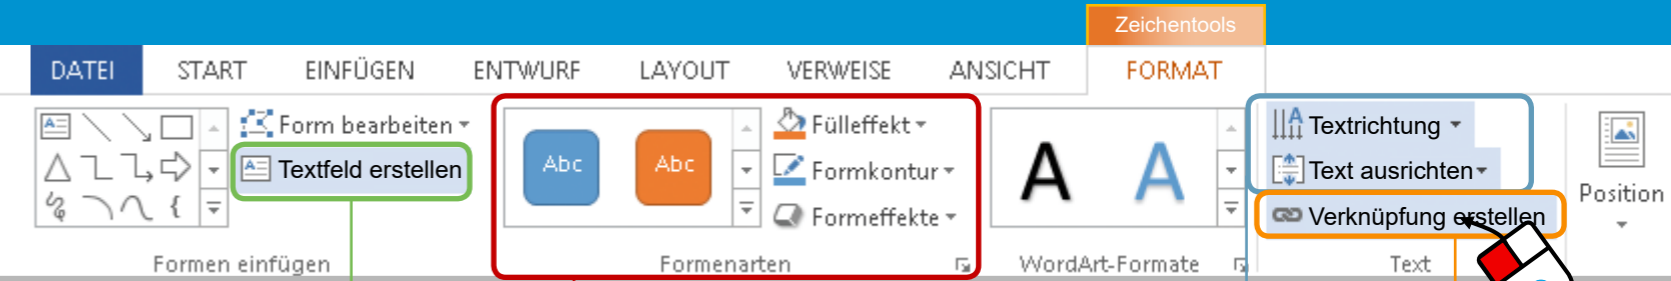 Zeichentools
DATEI START EINFÜGEN ENTWURF LAYOUT VERWEISE ANSICHT FORMAT
Form bearbeiten
Textfeld erstellen
Formen einfügen
Abc Abc
Fülleffekt
Formkontur
Formeffekte
Formenarten
A A
WordArt-Formate
Textrichtung
Text ausrichten
Verknüpfung erstellen
Text
Position